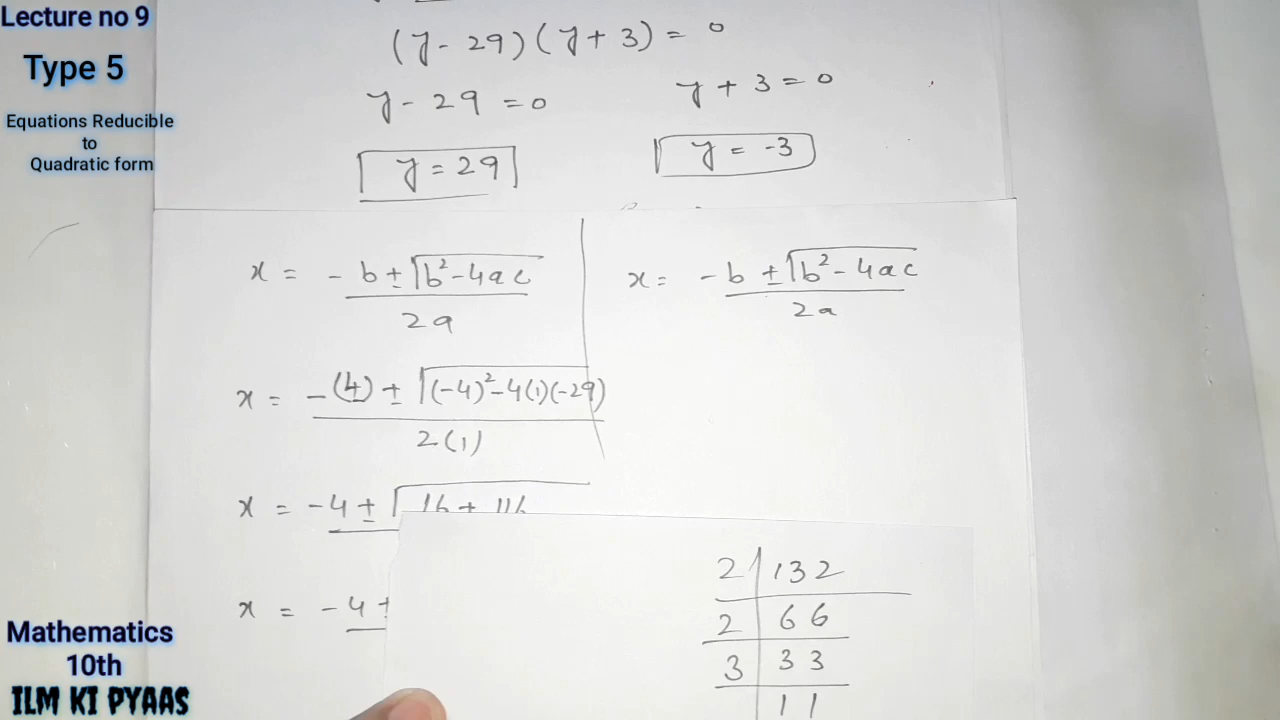 Lecture no 9
Type 5
Equations Reducible
to
Quadratic form
(y - 29)(y + 3) = 0
y - 29 = 0
y + 3 = 0
y = 29
y = -3
x = -b ± √b² - 4ac
2a
x = -(4) ± √(-4)² - 4(1)(-29)
2(1)
x = -4 ± √16 + 116
x = -4 ±
x = -b ± √b² - 4ac
2a
2 | 132
2 | 66
3 | 33
11
Mathematics
10th
ILM KI PYAAS